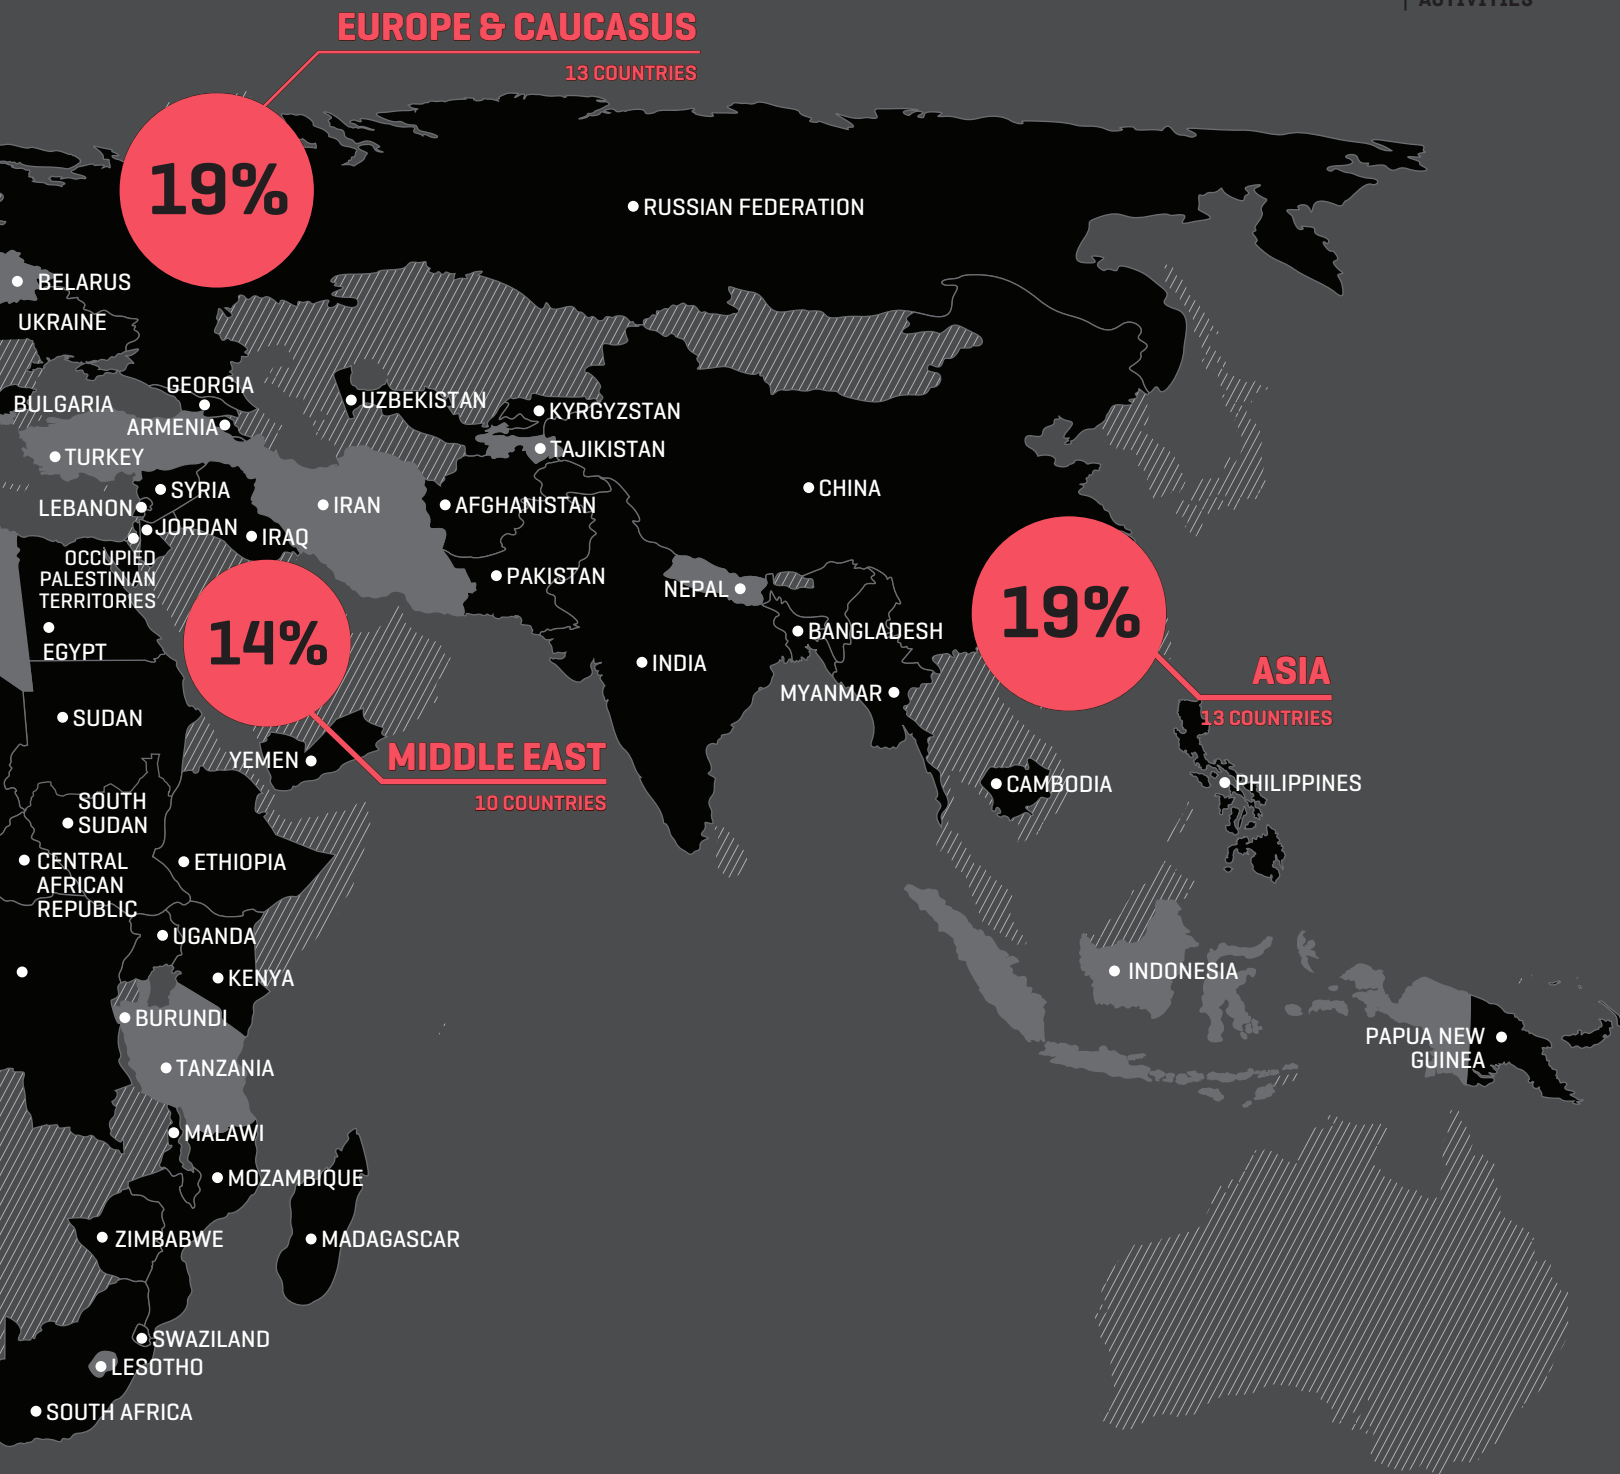 ACTIVITIES
EUROPE & CAUCASUS
13 COUNTRIES
19%
RUSSIAN FEDERATION
BELARUS
UKRAINE
GEORGIA
BULGARIA
ARMENIA
UZBEKISTAN
KYRGYZSTAN
TAJIKISTAN
TURKEY
SYRIA
LEBANON
IRAN
AFGHANISTAN
CHINA
JORDAN
IRAQ
OCCUPIED
PALESTINIAN
TERRITORIES
PAKISTAN
NEPAL
19%
14%
EGYPT
BANGLADESH
INDIA
ASIA
13 COUNTRIES
MYANMAR
SUDAN
YEMEN
MIDDLE EAST
10 COUNTRIES
CAMBODIA
PHILIPPINES
SOUTH
SUDAN
CENTRAL
AFRICAN
REPUBLIC
ETHIOPIA
UGANDA
KENYA
INDONESIA
BURUNDI
PAPUA NEW
GUINEA
TANZANIA
MALAWI
MOZAMBIQUE
ZIMBABWE
MADAGASCAR
SWAZILAND
LESOTHO
SOUTH AFRICA